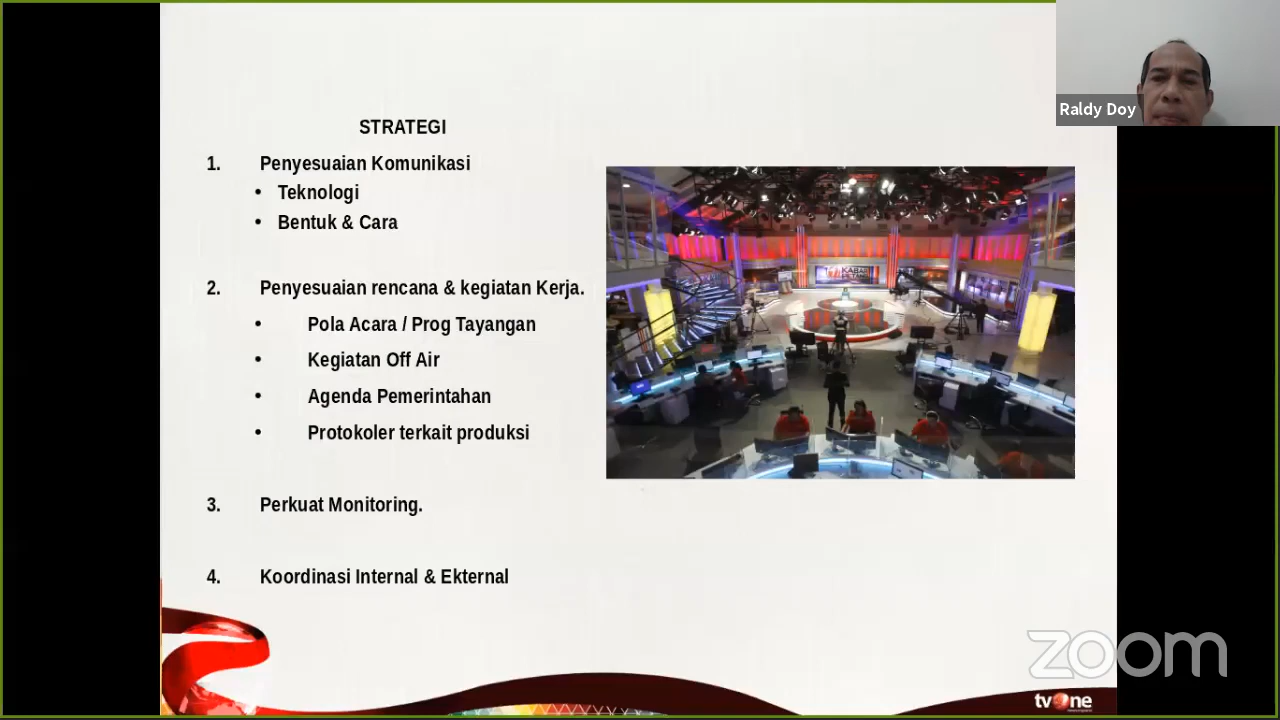 Raldy Doy
STRATEGI
1. Penyesuaian Komunikasi
• Teknologi
• Bentuk & Cara
2. Penyesuaian rencana & kegiatan Kerja.
• Pola Acara / Prog Tayangan
• Kegiatan Off Air
• Agenda Pemerintahan
• Protokoler terkait produksi
3. Perkuat Monitoring.
4. Koordinasi Internal & Ekternal
zoom
tvOne